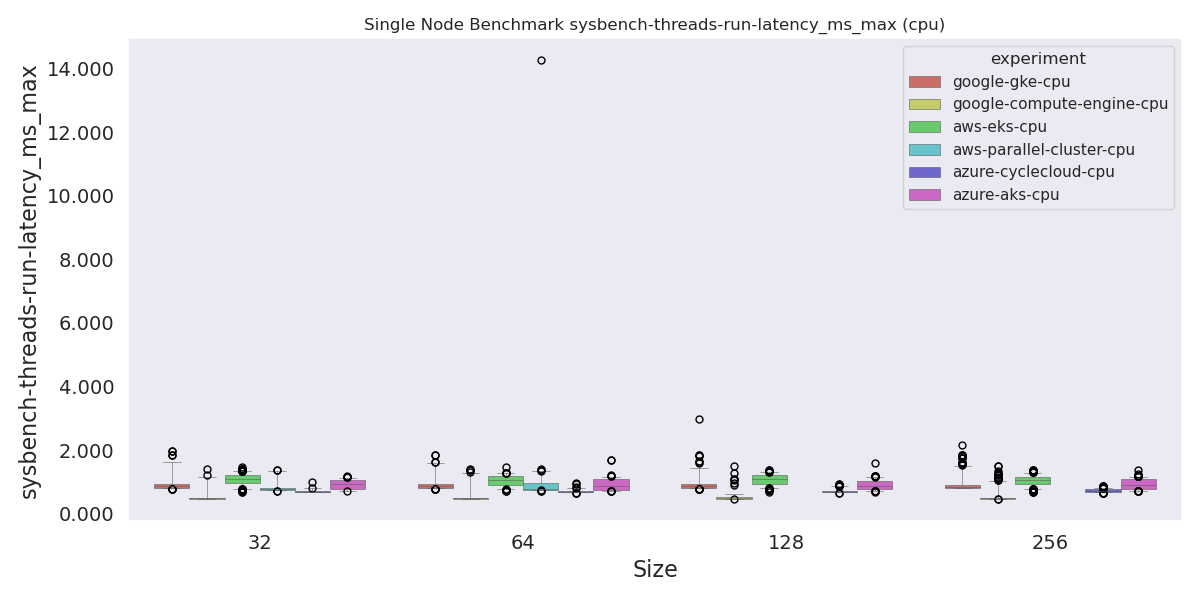 Single Node Benchmark sysbench-threads-run-latency_ms_max (cpu)
sysbench-threads-run-latency_ms_max
14.000
12.000
10.000
8.000
6.000
4.000
2.000
0.000
experiment
google-gke-cpu
google-compute-engine-cpu
aws-eks-cpu
aws-parallel-cluster-cpu
azure-cyclecloud-cpu
azure-aks-cpu
32
64
128
256
Size